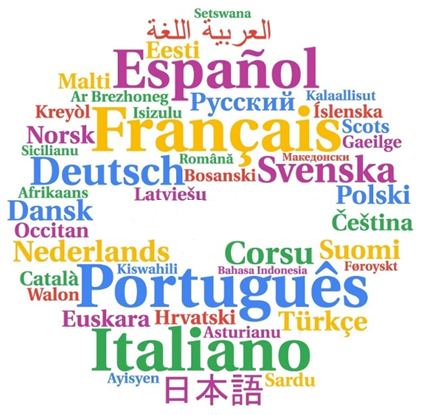 Setswana
العربية اللغة
Eesti
Español
Malti
Ar Brezhoneg
Русский
Kalaallisut
Kreyòl
Isizulu
Français
Íslenska
Norsk
Scots
Gaeilge
Sicilianu
Deutsch
Română
Македонски
Bosanski
Svenska
Afrikaans
Latviešu
Polski
Dansk
Čeština
Occitan
Nederlands
Corsu
Suomi
Català
Kiswahili
Bahasa Indonesia
Føroyskt
Walon
Português
Euskara
Hrvatski
Asturianu
Türkçe
Italiano
Ayisyen
日本語
Sardu